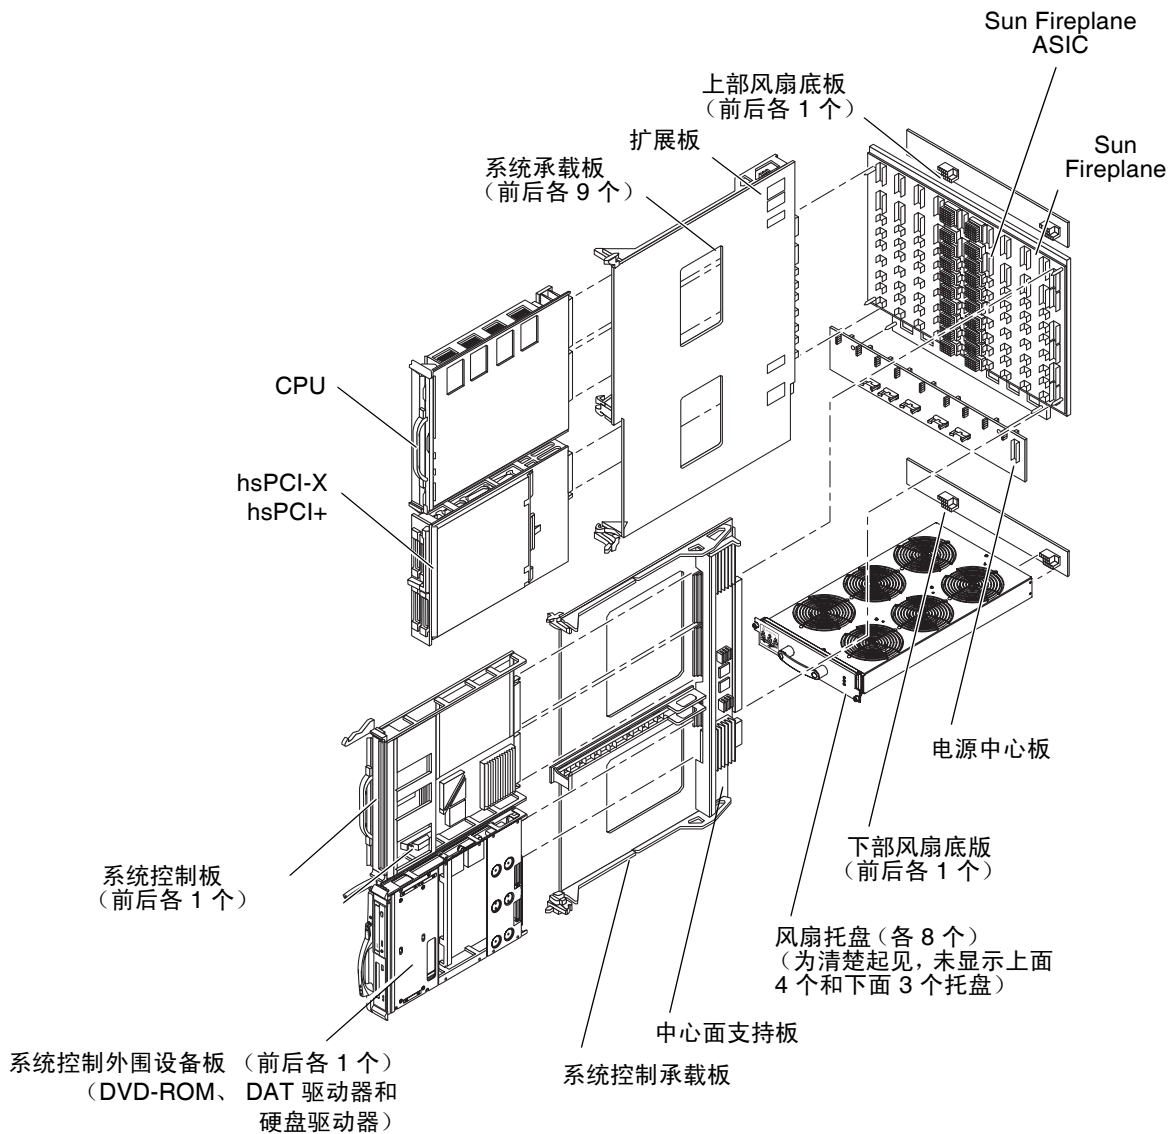 Sun Fireplane
ASIC
上部风扇底板
（前后各 1 个）
扩展板
Sun
Fireplane
系统承载板
（前后各 9 个）
CPU
hsPCI-X
hsPCI+
电源中心板
下部风扇底版
（前后各 1 个）
系统控制板
（前后各 1 个）
风扇托盘（各 8 个）
（为清楚起见，未显示上面
4 个和下面 3 个托盘）
中心面支持板
系统控制承载板
系统控制外围设备板 （前后各 1 个）
（DVD-ROM、 DAT 驱动器和
硬盘驱动器）